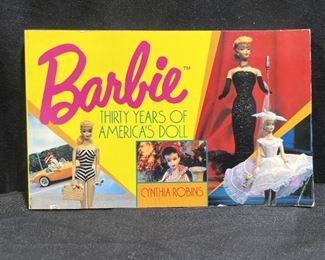 Barbie™
THIRTY YEARS OF
AMERICA'S DOLL
CYNTHIA ROBINS